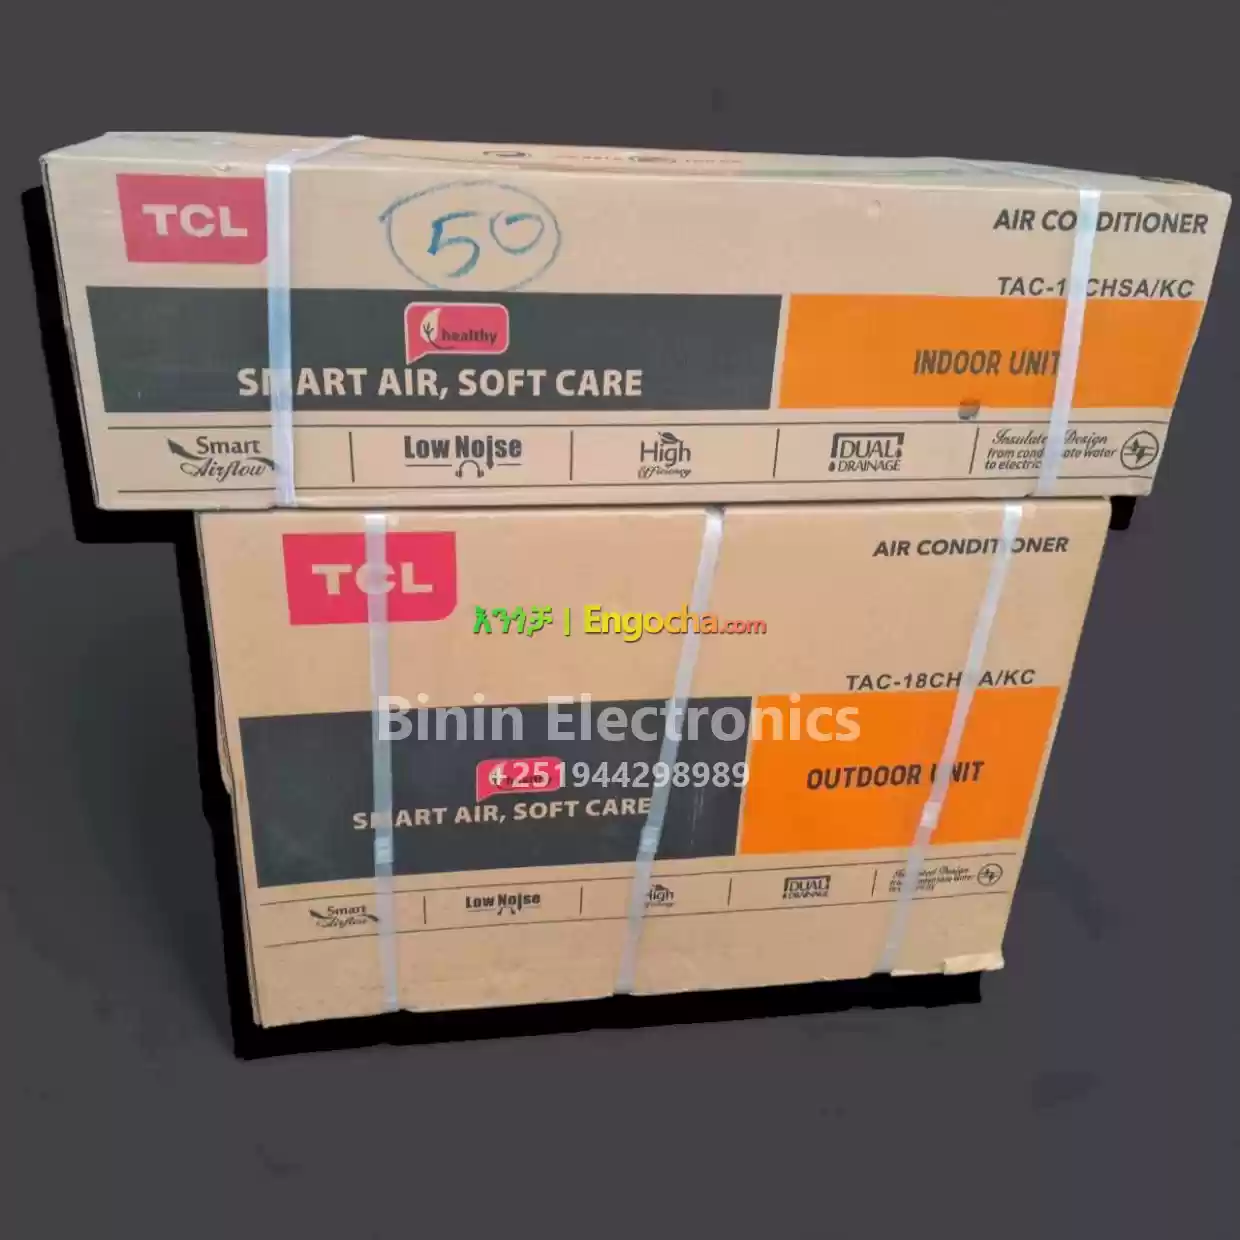 TCL
50
AIR CONDITIONER
TAC-1 CHSA/KC
healthy
SMART AIR, SOFT CARE
INDOOR UNIT
Smart Airflow
Low Noise
High Efficiency
DUAL DRAINAGE
Insulate Design
from condensate water
to electric
TCL
AIR CONDITIONER
እንጎቻ | Engocha.com
TAC-18CHSA/KC
Binin Electronics
+251944298989
OUTDOOR UNIT
SMART AIR, SOFT CARE
Smart Airflow
Low Noise
High Efficiency
DUAL DRAINAGE